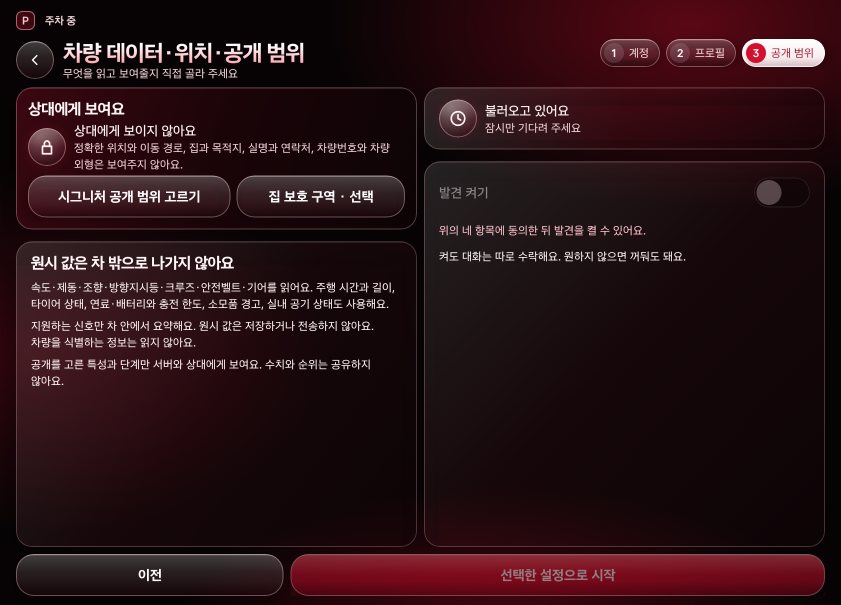 P 주차 중
차량 데이터·위치·공개 범위
무엇을 읽고 보여줄지 직접 골라 주세요
1 계정
2 프로필
3 공개 범위
상대에게 보여요
상대에게 보이지 않아요
정확한 위치와 이동 경로, 집과 목적지, 실명과 연락처, 차량번호와 차량
외형은 보여주지 않아요.
시그니처 공개 범위 고르기
집 보호 구역 · 선택
원시 값은 차 밖으로 나가지 않아요
속도·제동·조향·방향지시등·크루즈·안전벨트·기어를 읽어요. 주행 시간과 길이,
타이어 상태, 연료·배터리와 충전 한도, 소모품 경고, 실내 공기 상태도 사용해요.
지원하는 신호만 차 안에서 요약해요. 원시 값은 저장하거나 전송하지 않아요.
차량을 식별하는 정보는 읽지 않아요.
공개를 고른 특성과 단계만 서버와 상대에게 보여요. 수치와 순위는 공유하지
않아요.
불러오고 있어요
잠시만 기다려 주세요
발견 켜기
위의 네 항목에 동의한 뒤 발견을 켤 수 있어요.
켜도 대화는 따로 수락해요. 원하지 않으면 꺼둬도 돼요.
이전
선택한 설정으로 시작